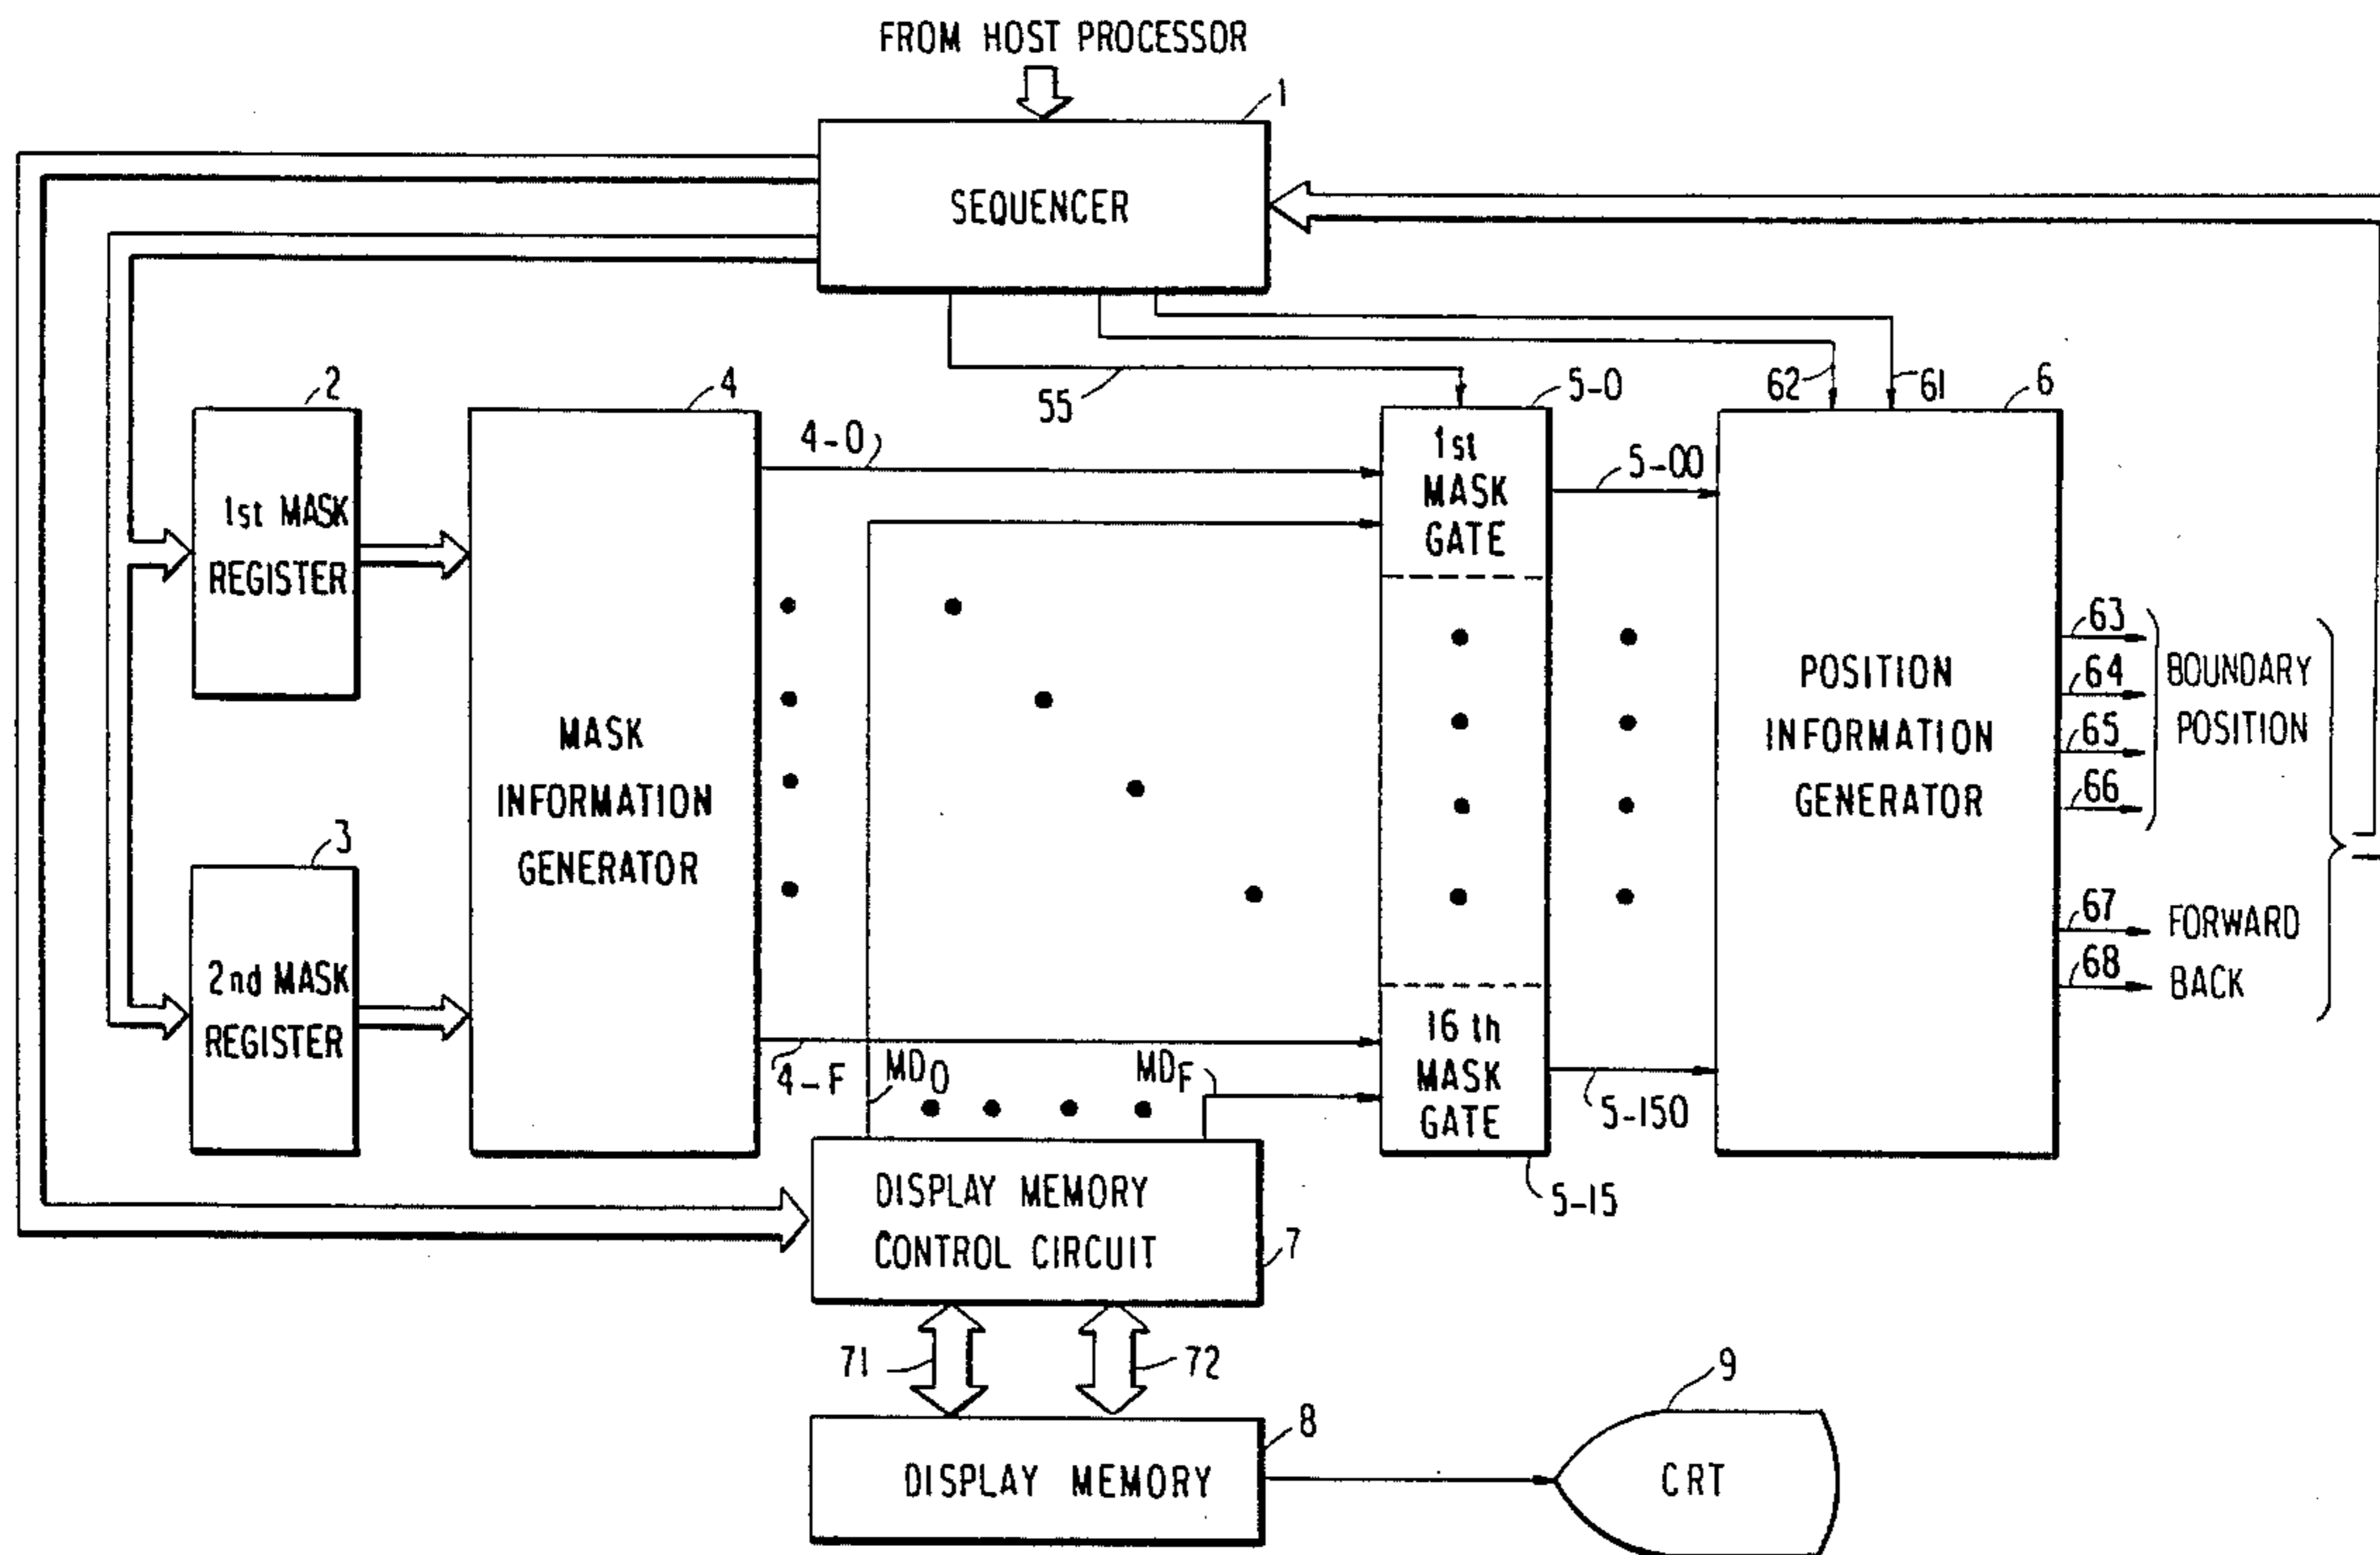 FROM HOST PROCESSOR
1
SEQUENCER
2
4
55
5-0
62
61
6
4-0
1st
MASK
GATE
5-00
1st MASK
REGISTER
63
64
65
66
BOUNDARY
POSITION
MASK
INFORMATION
GENERATOR
POSITION
INFORMATION
GENERATOR
3
67
FORWARD
68
BACK
2nd MASK
REGISTER
4-F
MD0
MDF
16th
MASK
GATE
5-150
5-15
DISPLAY MEMORY
CONTROL CIRCUIT
7
71
72
8
DISPLAY MEMORY
9
CRT